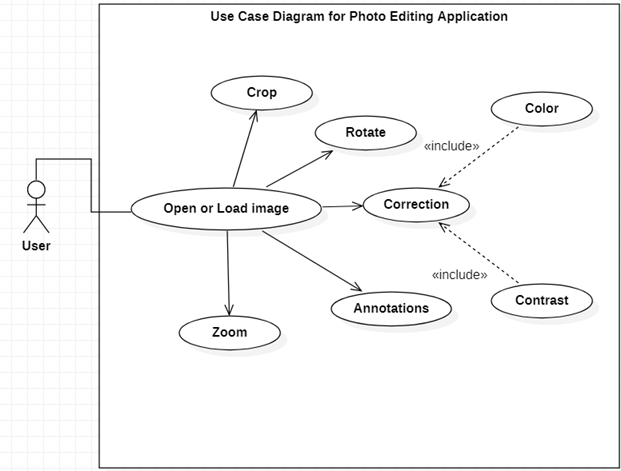 Use Case Diagram for Photo Editing Application
Crop
Color
Rotate
«include»
Correction
Open or Load image
User
«include»
Contrast
Annotations
Zoom